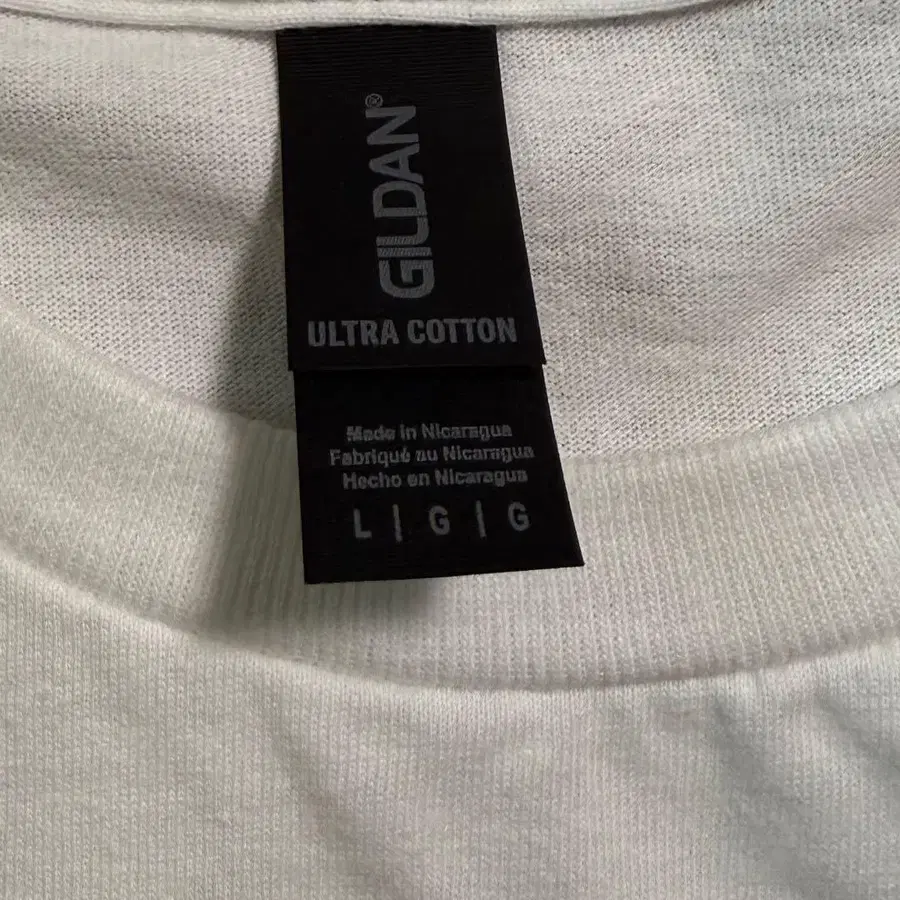 GILDAN®
ULTRA COTTON
Made in Nicaragua
Fabriqué au Nicaragua
Hecho en Nicaragua
L | G | G